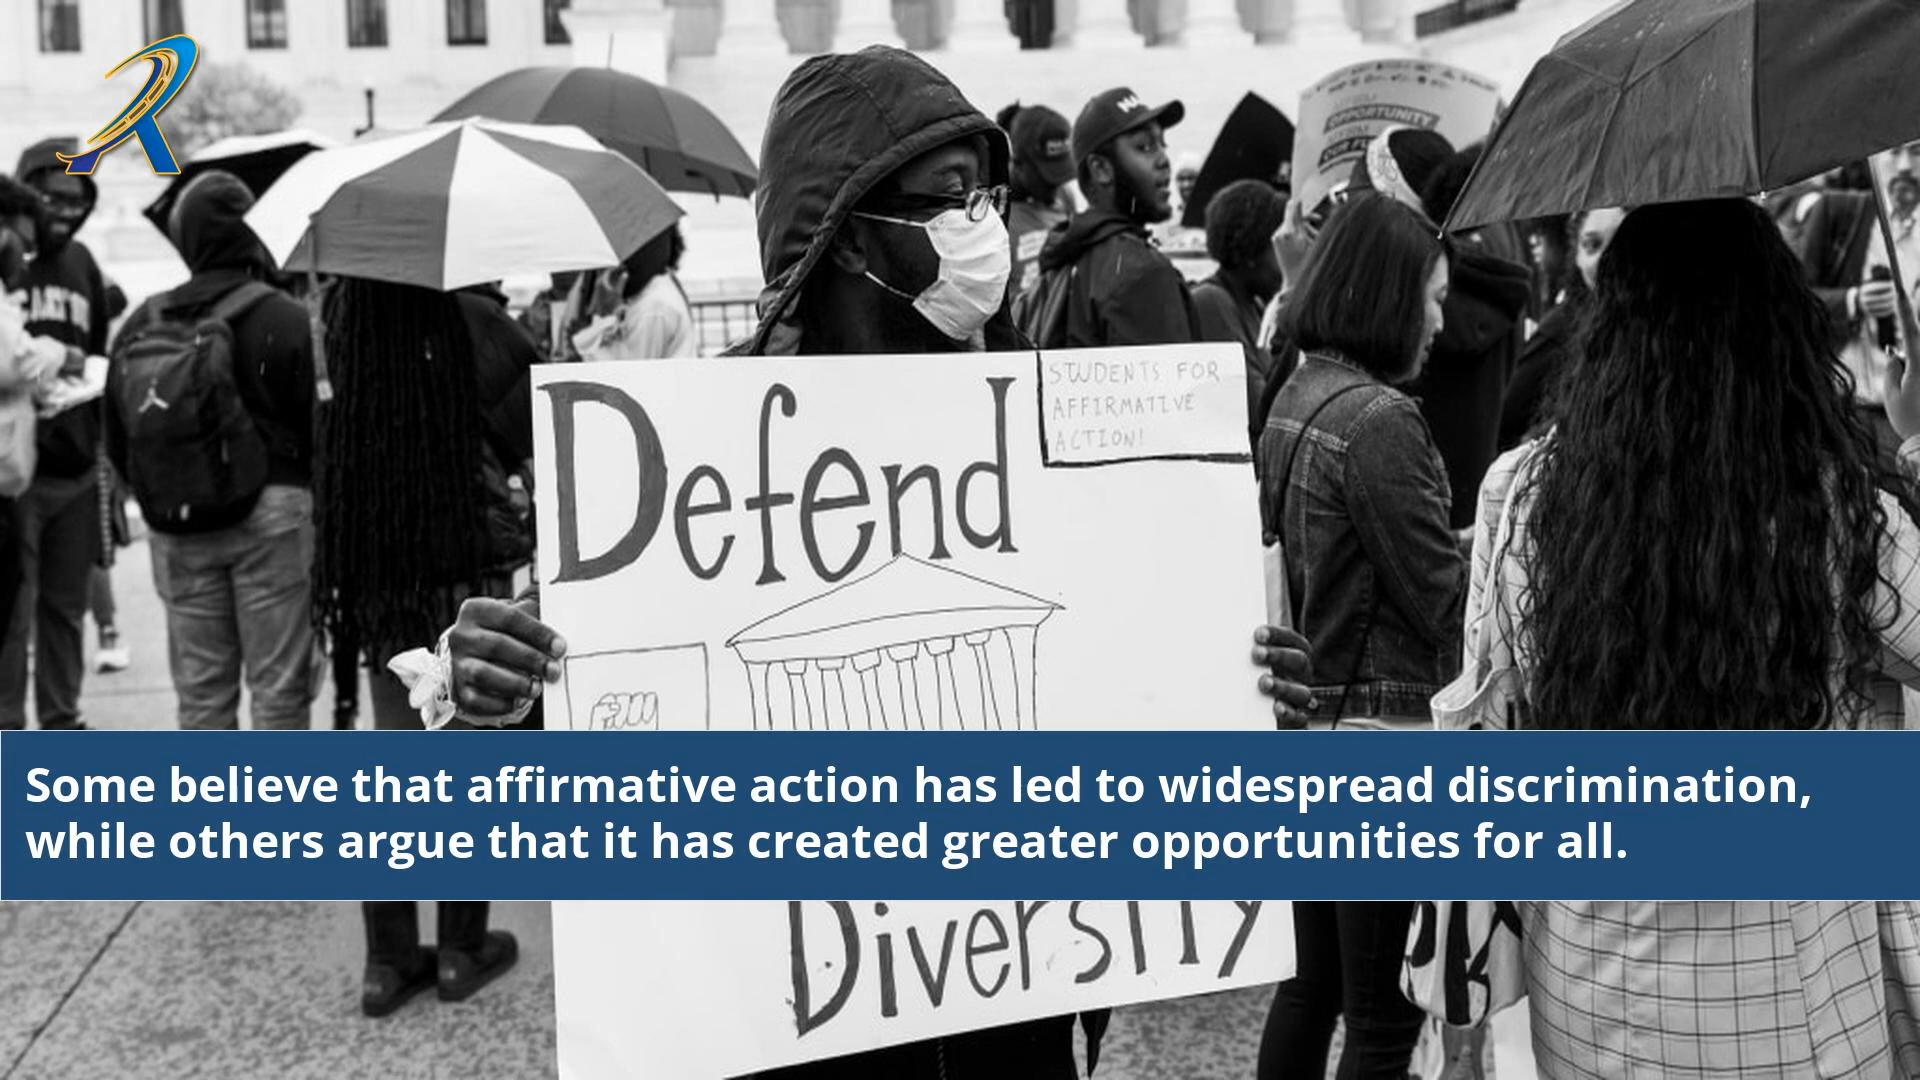 OPPORTUNITY
Defend
STUDENTS FOR
AFFIRMATIVE
ACTION!
Some believe that affirmative action has led to widespread discrimination,
while others argue that it has created greater opportunities for all.
Diversity